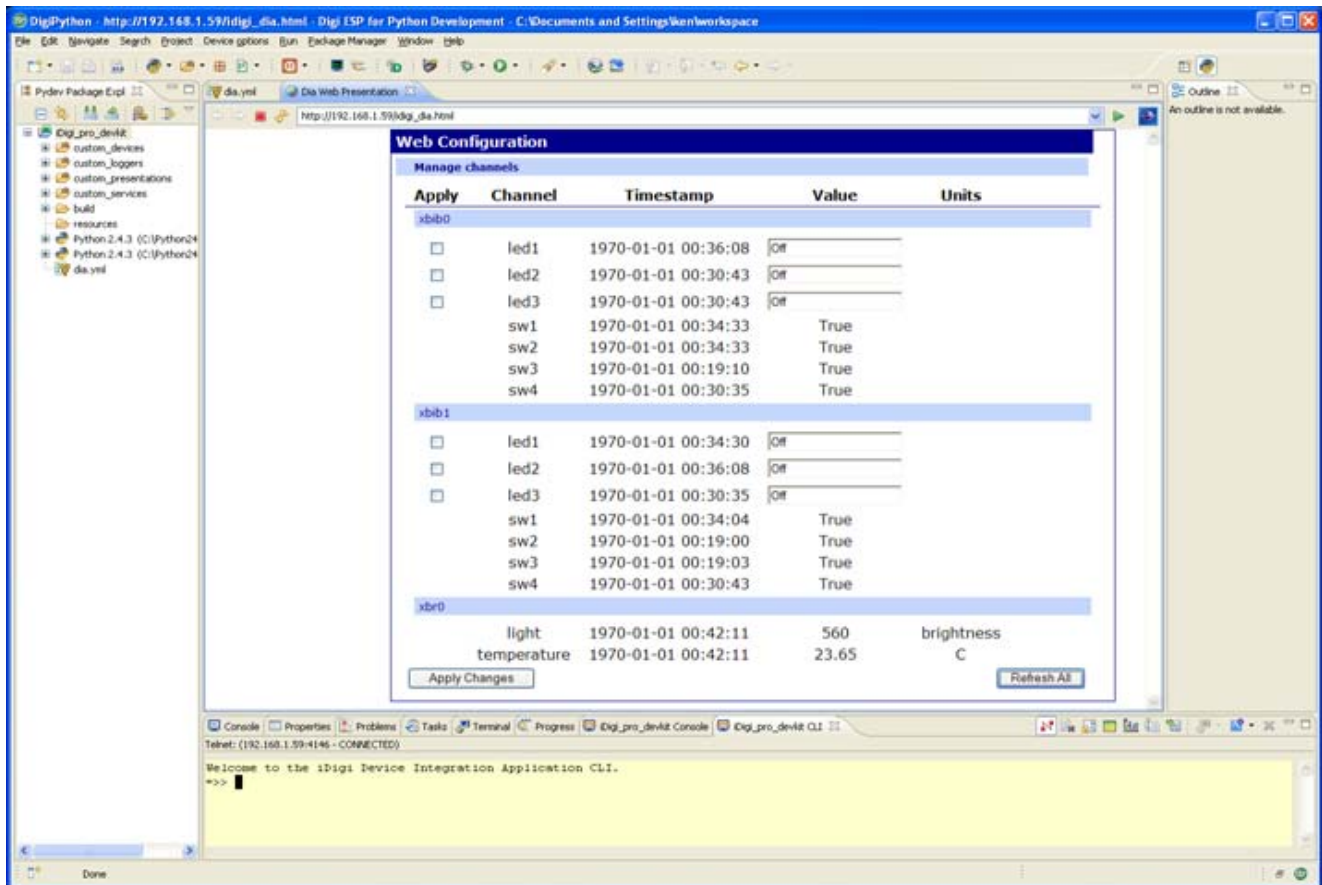 DigiPython - http://192.168.1.59/idigi_dia.html - Digi ESP for Python Development - C:\Documents and Settings\ken\workspace
File Edit Navigate Search Project Device options Run Package Manager Window Help
Pydev Package Expl
dia.yml
Dia Web Presentation
Outline
http://192.168.1.59/idigi_dia.html
An outline is not available.
iDigi_pro_devkit
custom_devices
custom_loggers
custom_presentations
custom_services
build
resources
Python 2.4.3 (C:\Python24
Python 2.4.3 (C:\Python24
dia.yml
Web Configuration
Manage channels
Apply Channel Timestamp Value Units
xbib0
led1 1970-01-01 00:36:08 Off
led2 1970-01-01 00:30:43 Off
led3 1970-01-01 00:30:43 Off
sw1 1970-01-01 00:34:33 True
sw2 1970-01-01 00:34:33 True
sw3 1970-01-01 00:19:10 True
sw4 1970-01-01 00:30:35 True
xbib1
led1 1970-01-01 00:34:30 Off
led2 1970-01-01 00:36:08 Off
led3 1970-01-01 00:30:35 Off
sw1 1970-01-01 00:34:04 True
sw2 1970-01-01 00:19:00 True
sw3 1970-01-01 00:19:03 True
sw4 1970-01-01 00:30:43 True
xbr0
light 1970-01-01 00:42:11 560 brightness
temperature 1970-01-01 00:42:11 23.65 C
Apply Changes Refresh All
Console Properties Problems Tasks Terminal Progress iDigi_pro_devkit Console iDigi_pro_devkit CLI
Telnet: (192.168.1.59:4146 - CONNECTED)
Welcome to the iDigi Device Integration Application CLI.
=>>
Done